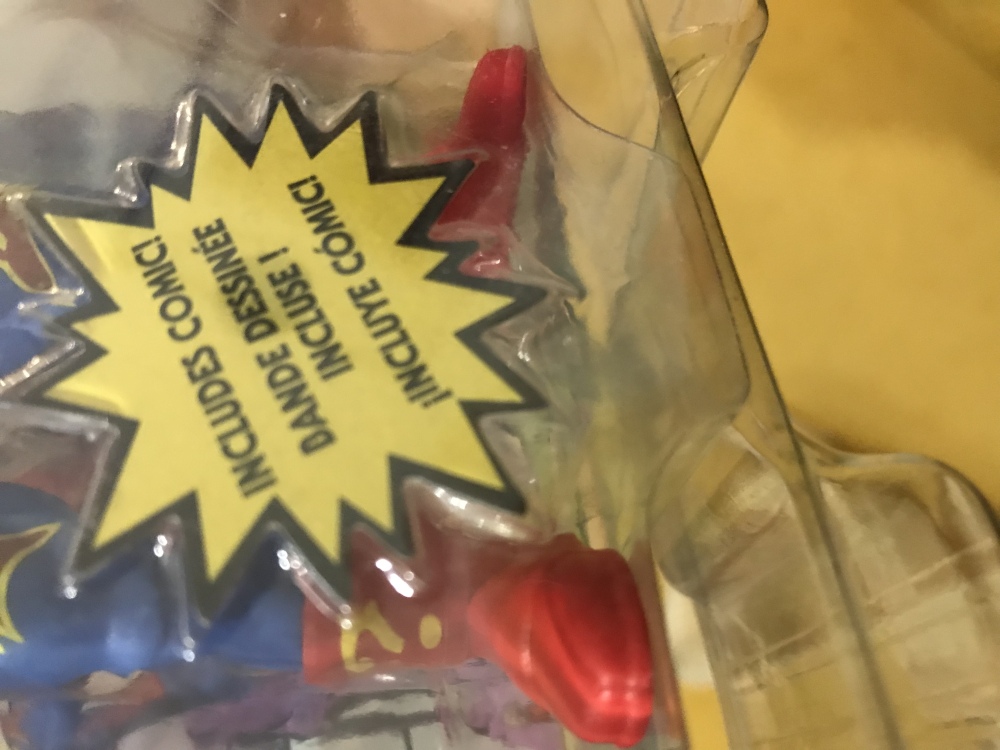 INCLUDES COMIC!
BANDE DESSINÉE
INCLUSE !
¡INCLUYE CÓMIC!